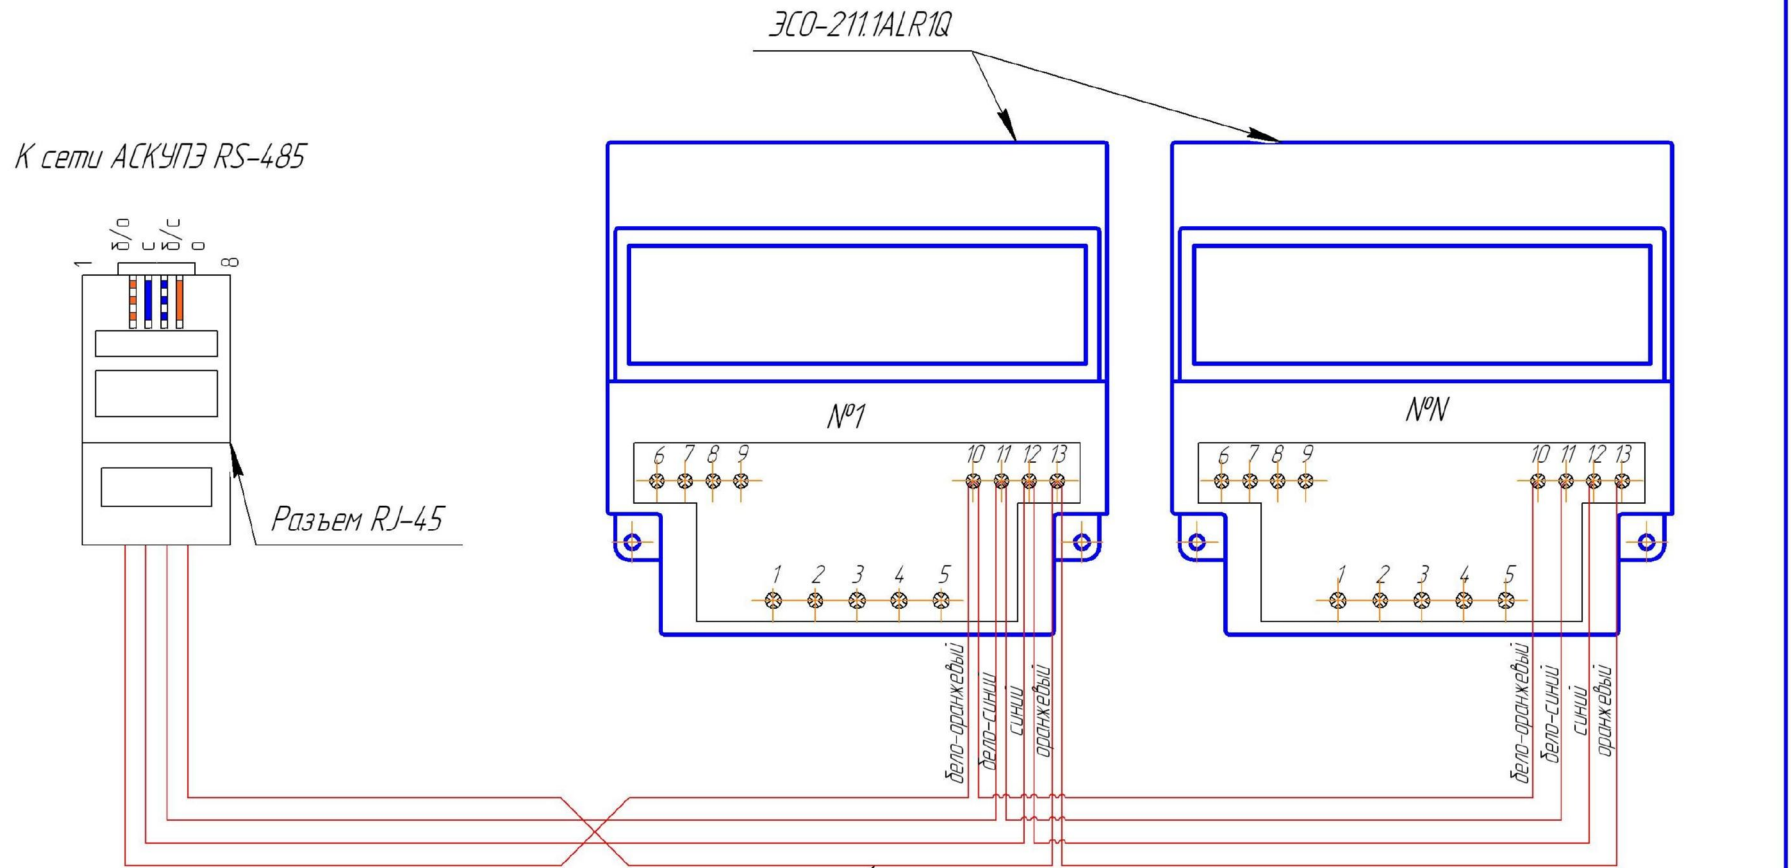 ЭСО-211.1ALR1Q
К сети АСКУПЭ RS-485
1
б/о
с
б/с
о
8
Разъем RJ-45
№1
6 7 8 9 10 11 12 13
1 2 3 4 5
бело-оранжевый
бело-синий
синий
оранжевый
№N
6 7 8 9 10 11 12 13
1 2 3 4 5
бело-оранжевый
бело-синий
синий
оранжевый